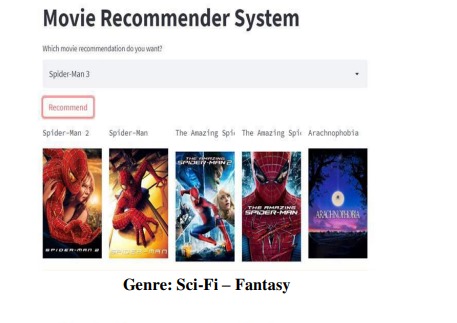 Movie Recommender System
Which movie recommendation do you want?
Spider-Man 3
Recommend
Spider-Man 2 Spider-Man The Amazing Spi The Amazing Spi Arachnophobia
SPIDER-MAN 2
SPIDER-MAN
THE AMAZING
SPIDER-MAN 2
THE AMAZING
SPIDER-MAN
ARACHNOPHOBIA
Genre: Sci-Fi – Fantasy